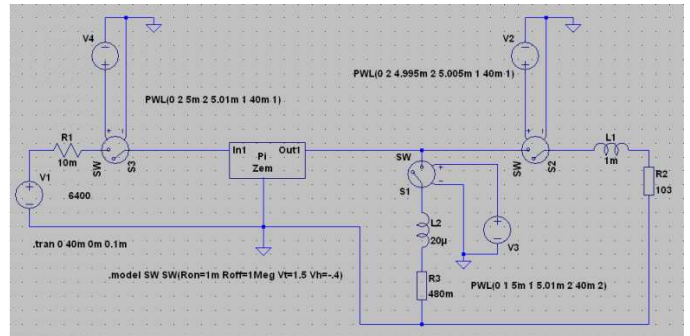 V4
V2
PWL(0 2 4.995m 2 5.005m 1 40m 1)
PWL(0 2 5m 2 5.01m 1 40m 1)
R1
10m
SW
S3
In1 Out1
Pi
Zem
SW
S1
SW
S2
L1
1m
R2
103
V1
6400
L2
20µ
V3
.tran 0 40m 0m 0.1m
.model SW SW(Ron=1m Roff=1Meg Vt=1.5 Vh=-.4)
R3
480m
PWL(0 1 5m 1 5.01m 2 40m 2)